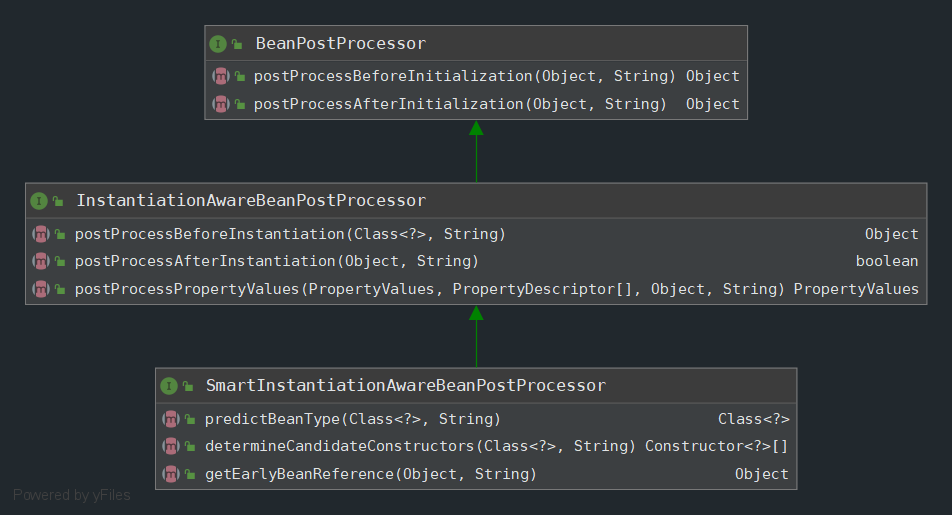 BeanPostProcessor
postProcessBeforeInitialization(Object, String) Object
postProcessAfterInitialization(Object, String) Object
InstantiationAwareBeanPostProcessor
postProcessBeforeInstantiation(Class<?>, String) Object
postProcessAfterInstantiation(Object, String) boolean
postProcessPropertyValues(PropertyValues, PropertyDescriptor[], Object, String) PropertyValues
SmartInstantiationAwareBeanPostProcessor
predictBeanType(Class<?>, String) Class<?>
determineCandidateConstructors(Class<?>, String) Constructor<?>[]
getEarlyBeanReference(Object, String) Object
Powered by yFiles